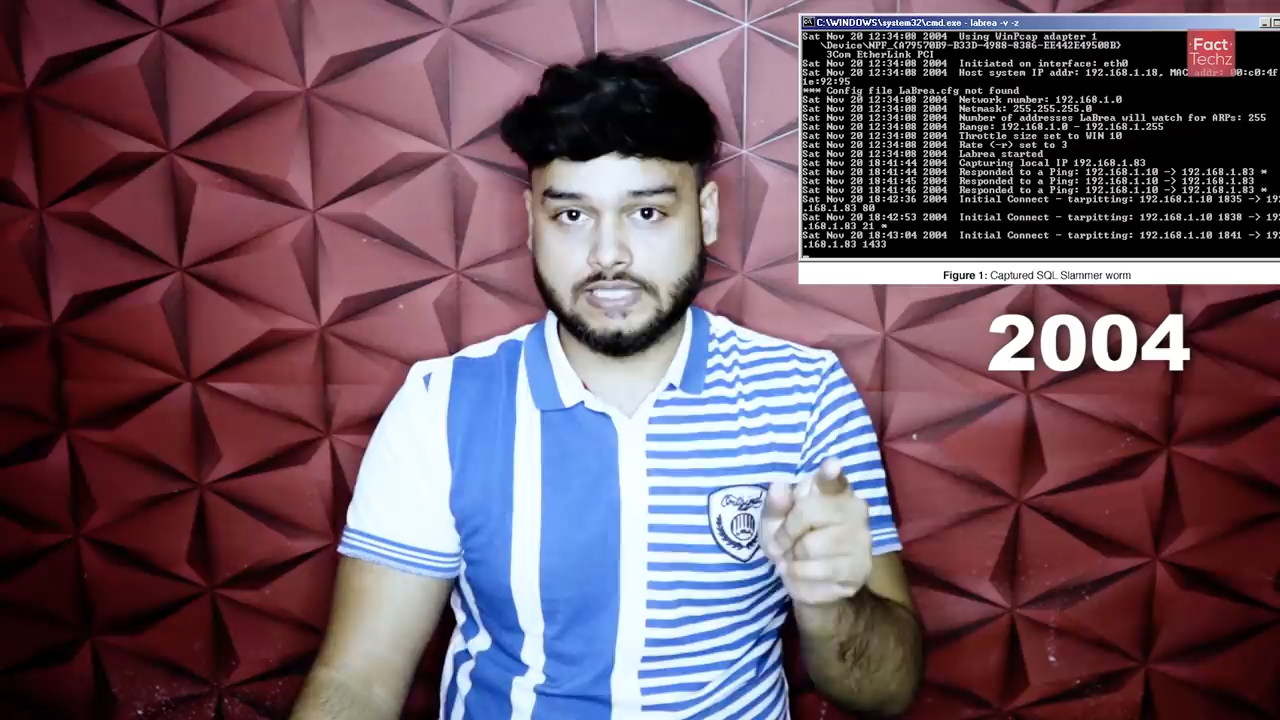 C:\WINDOWS\system32\cmd.exe - labrea -v -z
Sat Nov 20 12:34:08 2004 Using WinPcap adapter 1
\Device\NPF_{A79570B9-B33D-4988-8386-EE442E49508B}
3Com EtherLink PCI
Sat Nov 20 12:34:08 2004 Initiated on interface: eth0
Sat Nov 20 12:34:08 2004 Host system IP addr: 192.168.1.18, MAC addr: 00:c0:4f
1e:92:95
*** Config file LaBrea.cfg not found
Sat Nov 20 12:34:08 2004 Network number: 192.168.1.0
Sat Nov 20 12:34:08 2004 Netmask: 255.255.255.0
Sat Nov 20 12:34:08 2004 Number of addresses LaBrea will watch for ARPs: 255
Sat Nov 20 12:34:08 2004 Range: 192.168.1.0 - 192.168.1.255
Sat Nov 20 12:34:08 2004 Throttle size set to WIN 10
Sat Nov 20 12:34:08 2004 Rate (-r) set to 3
Sat Nov 20 12:34:08 2004 Labrea started
Sat Nov 20 18:41:44 2004 Capturing local IP 192.168.1.83
Sat Nov 20 18:41:44 2004 Responded to a Ping: 192.168.1.10 -> 192.168.1.83 *
Sat Nov 20 18:41:45 2004 Responded to a Ping: 192.168.1.10 -> 192.168.1.83 *
Sat Nov 20 18:41:46 2004 Responded to a Ping: 192.168.1.10 -> 192.168.1.83 *
Sat Nov 20 18:42:36 2004 Initial Connect - tarpitting: 192.168.1.10 1835 -> 192
.168.1.83 80
Sat Nov 20 18:42:53 2004 Initial Connect - tarpitting: 192.168.1.10 1838 -> 192
.168.1.83 21 *
Sat Nov 20 18:43:04 2004 Initial Connect - tarpitting: 192.168.1.10 1841 -> 192
.168.1.83 1433
Fact
Techz
Figure 1: Captured SQL Slammer worm
2004